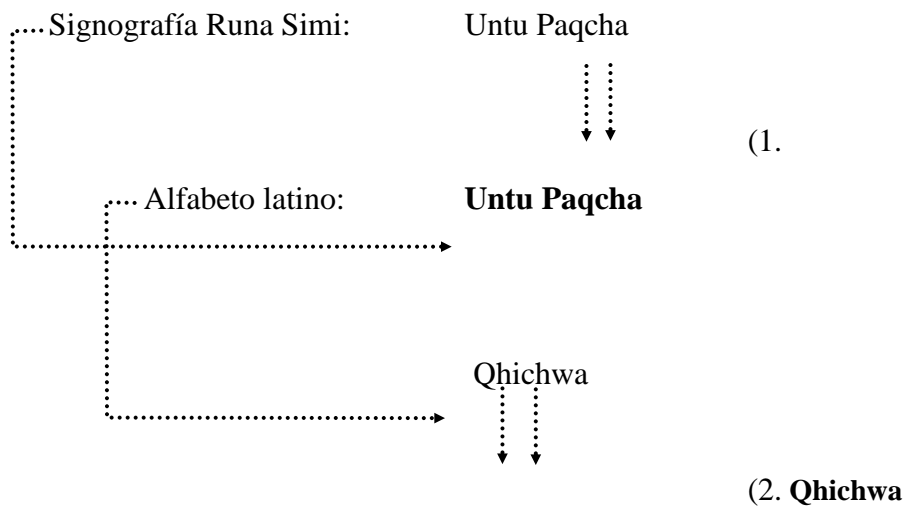 Signografía Runa Simi: Untu Paqcha
(1.
Alfabeto latino: Untu Paqcha
Qhichwa
(2. Qhichwa